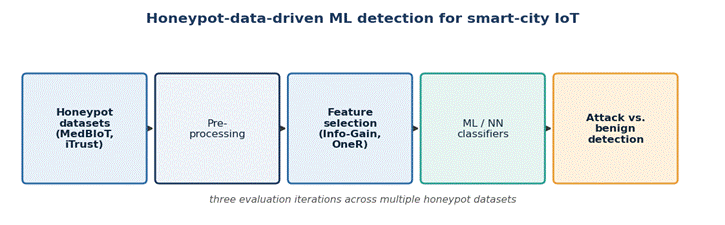 Honeypot-data-driven ML detection for smart-city IoT
Honeypot
datasets
(MedBIoT,
iTrust)
Pre-
processing
Feature
selection
(Info-Gain,
OneR)
ML / NN
classifiers
Attack vs.
benign
detection
three evaluation iterations across multiple honeypot datasets